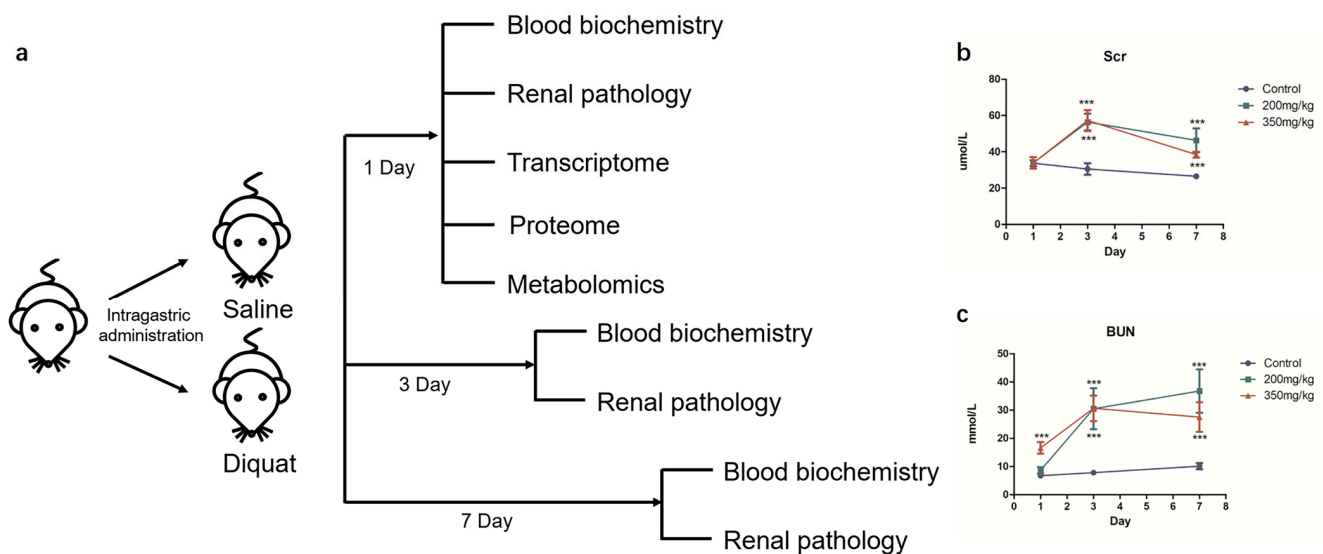 a
Intragastric
administration
Saline
Diquat
1 Day
Blood biochemistry
Renal pathology
Transcriptome
Proteome
Metabolomics
3 Day
Blood biochemistry
Renal pathology
7 Day
Blood biochemistry
Renal pathology
b
Scr
umol/L
80
60
40
20
0
*** *** *** ***
0 1 2 3 4 5 6 7 8
Day
Control
200mg/kg
350mg/kg
c
BUN
mmol/L
50
40
30
20
10
0
*** *** *** *** ***
0 1 2 3 4 5 6 7 8
Day
Control
200mg/kg
350mg/kg